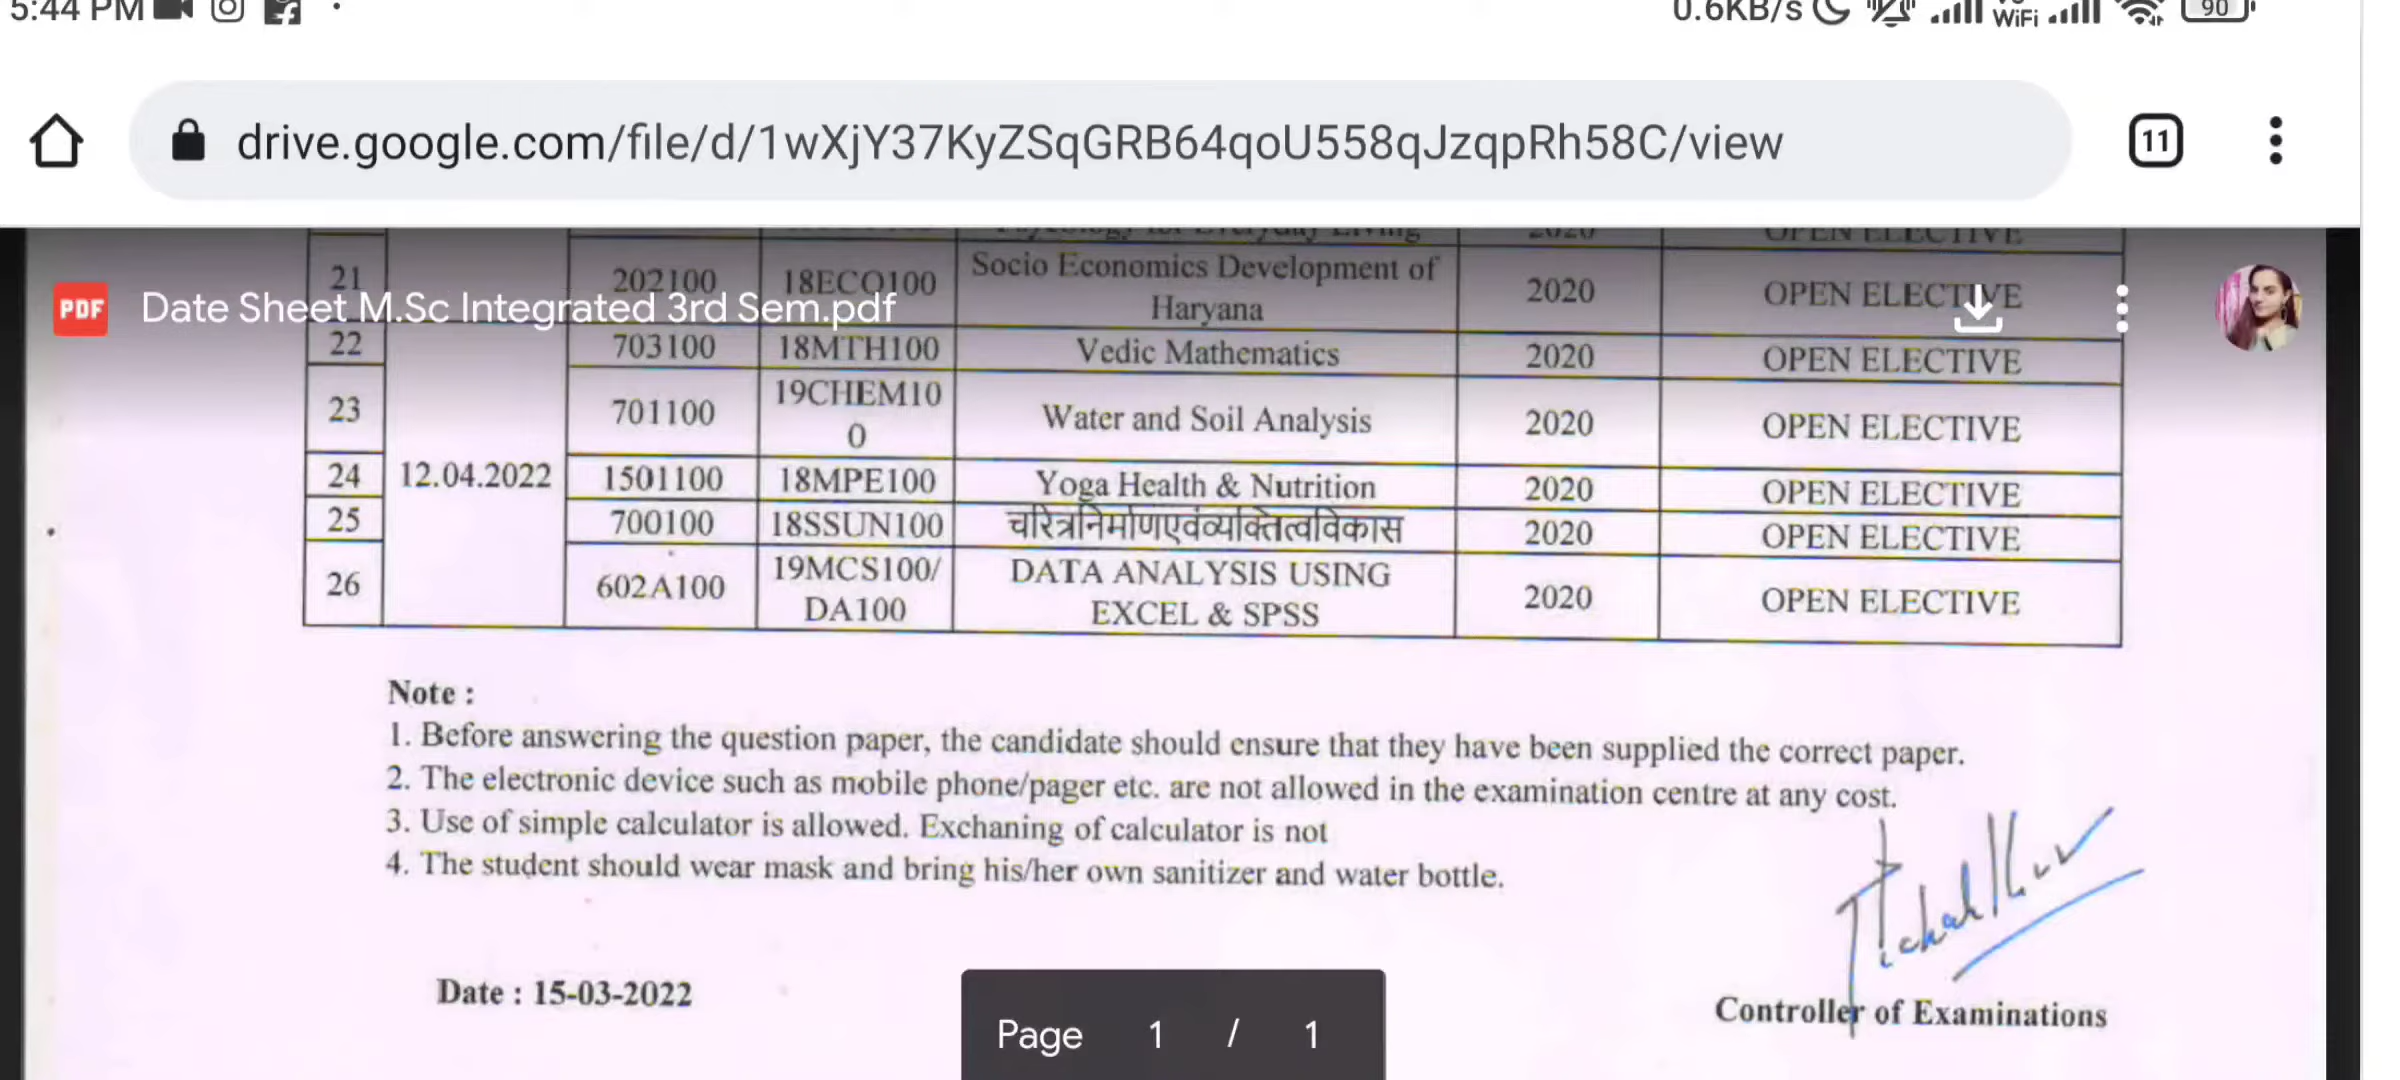 5:44 PM
0.6KB/s WiFi 90
drive.google.com/file/d/1wXjY37KyZSqGRB64qoU558qJzqpRh58C/view
11
for Everyday Living 2020 OPEN ELECTIVE
21 202100 18ECO100 Socio Economics Development of Haryana 2020 OPEN ELECTIVE
PDF Date Sheet M.Sc Integrated 3rd Sem.pdf
22 703100 18MTH100 Vedic Mathematics 2020 OPEN ELECTIVE
23 701100 19CHEM100 Water and Soil Analysis 2020 OPEN ELECTIVE
24 12.04.2022 1501100 18MPE100 Yoga Health & Nutrition 2020 OPEN ELECTIVE
25 700100 18SSUN100 चरित्रनिर्माणएवंव्यक्तित्वविकास 2020 OPEN ELECTIVE
26 602A100 19MCS100/DA100 DATA ANALYSIS USING EXCEL & SPSS 2020 OPEN ELECTIVE
Note :
1. Before answering the question paper, the candidate should ensure that they have been supplied the correct paper.
2. The electronic device such as mobile phone/pager etc. are not allowed in the examination centre at any cost.
3. Use of simple calculator is allowed. Exchaning of calculator is not
4. The student should wear mask and bring his/her own sanitizer and water bottle.
Date : 15-03-2022
Controller of Examinations
Page 1 / 1